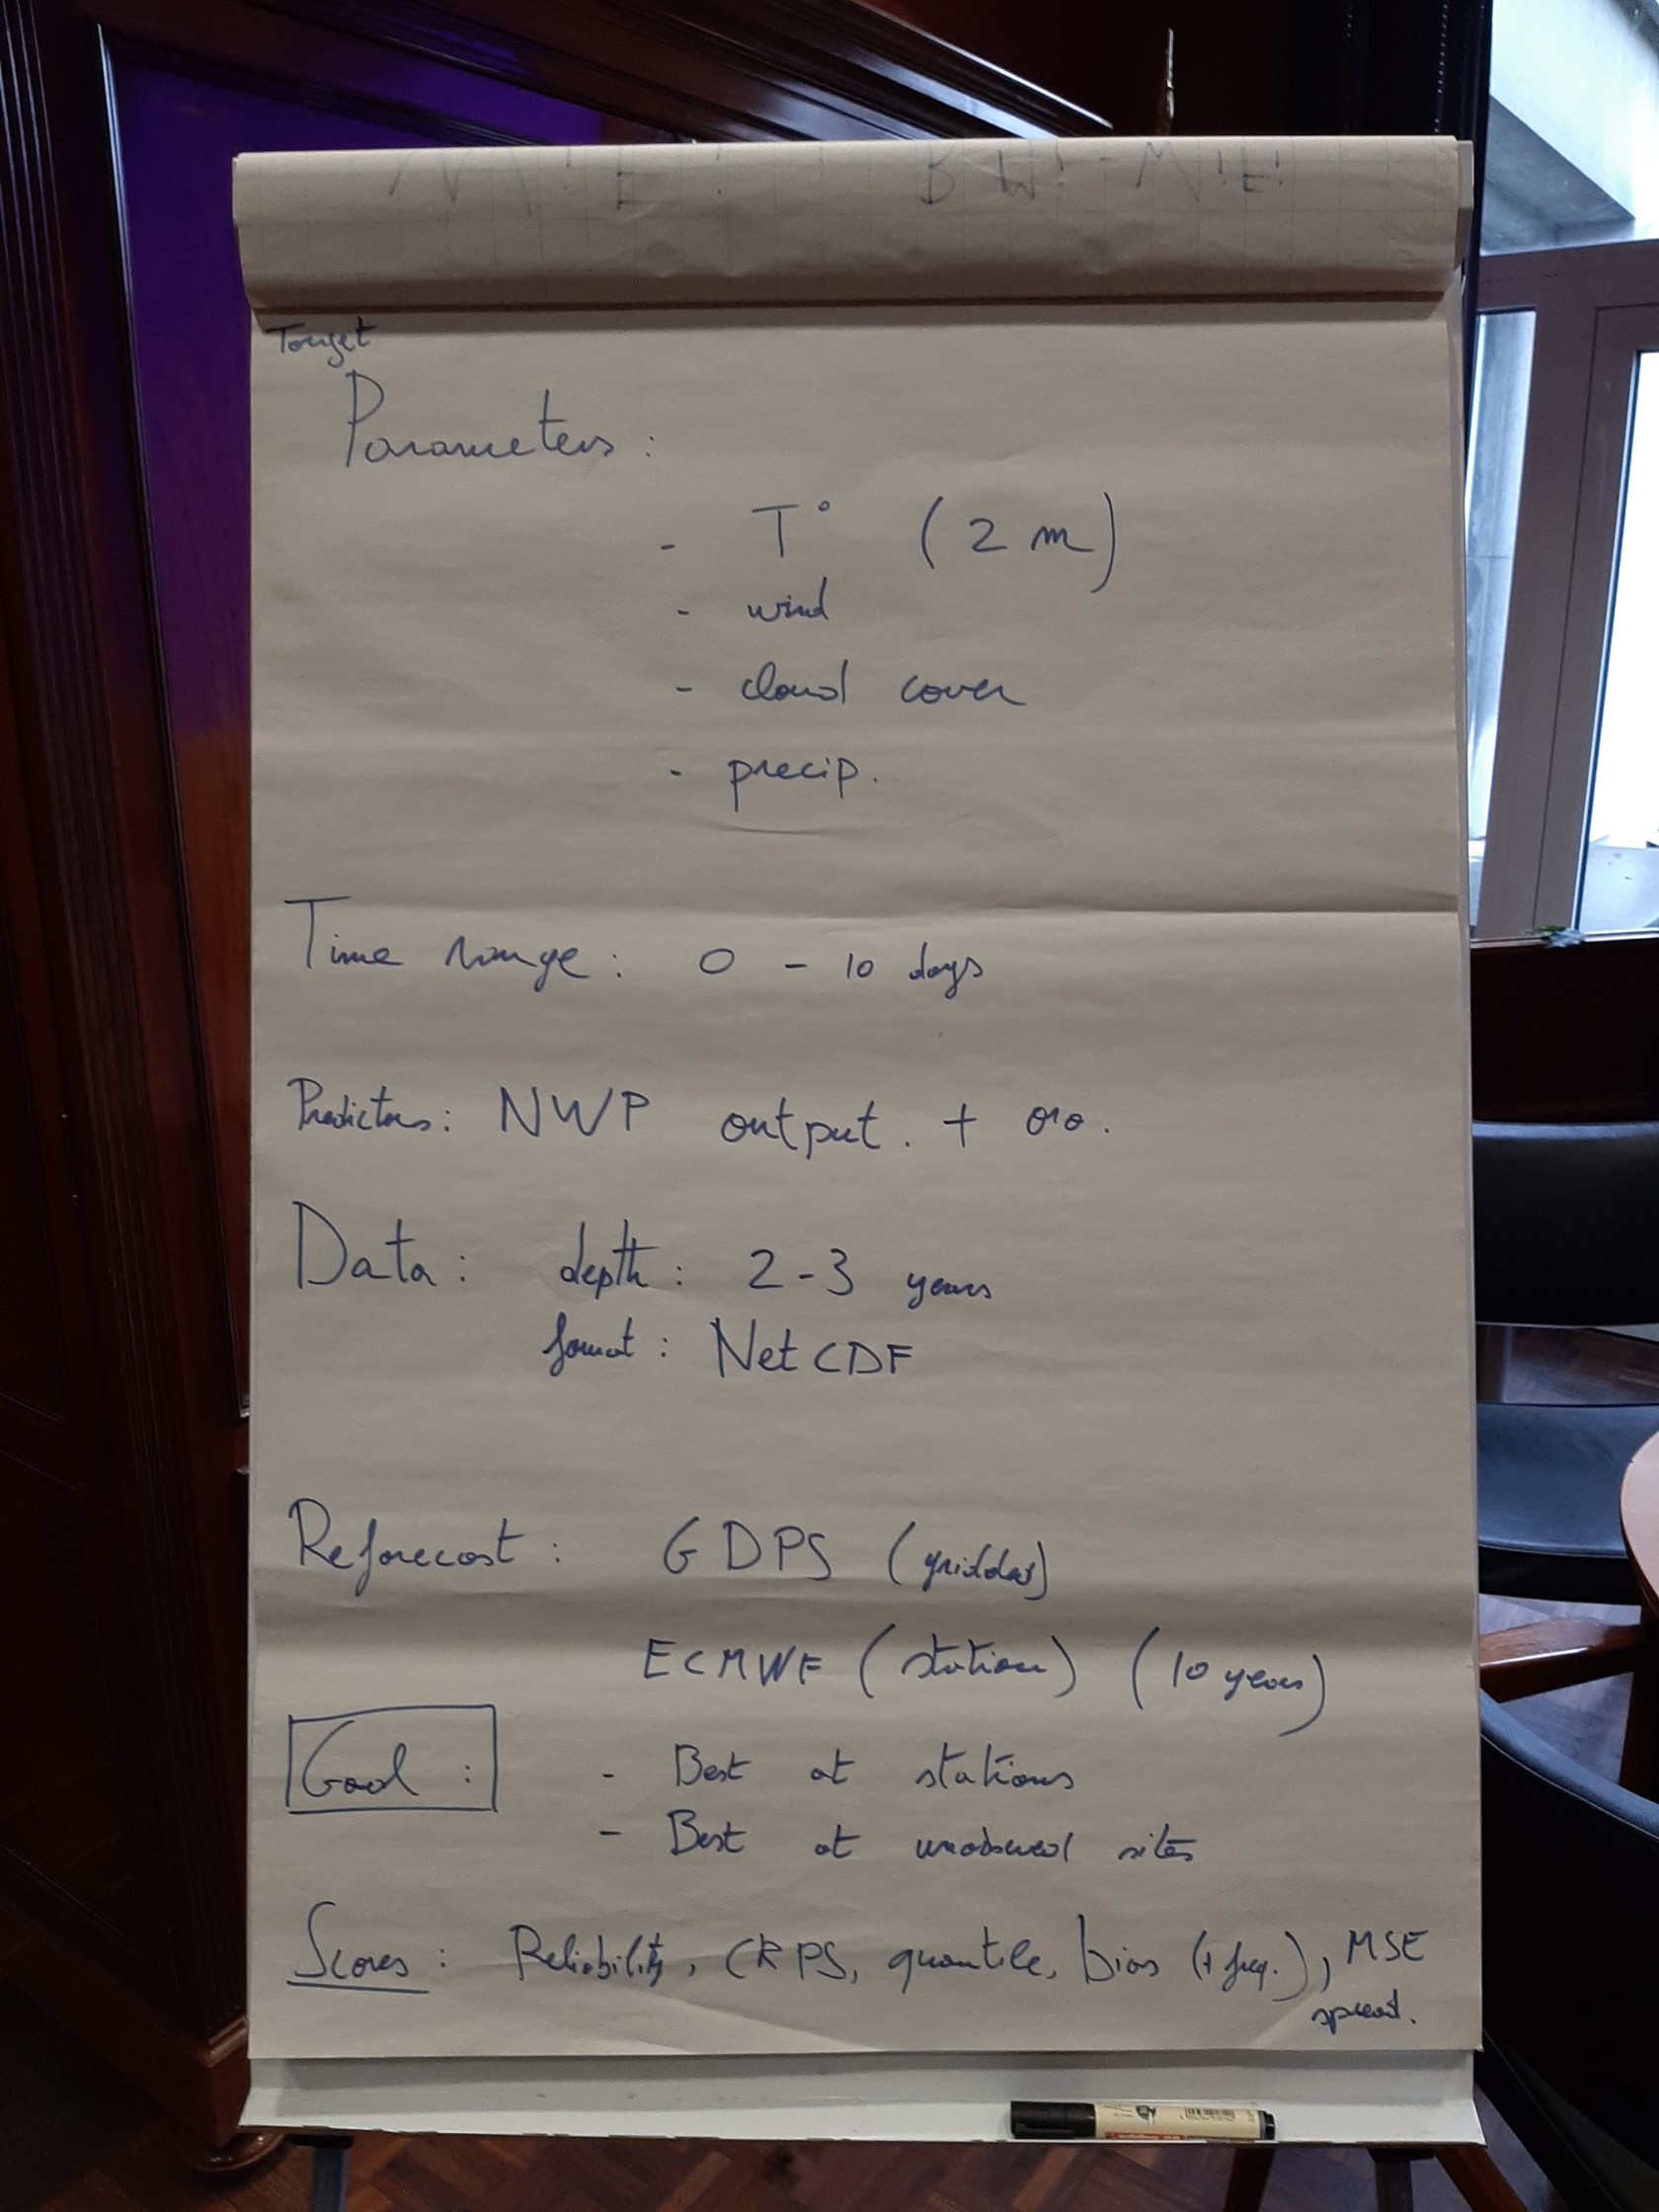 Target
Parameters :
- T° (2 m)
- wind
- cloud cover
- precip.
Time range : 0 - 10 days
Predictors : NWP output. + oro.
Data : depth : 2-3 years
format : NetCDF
Reforecast : GDPS (gridded)
ECMWF (station) (10 years)
Goal :
- Best at stations
- Best at unobserved sites
Scores : Reliability, CRPS, quantile, bias (+ freq.), MSE
spread.